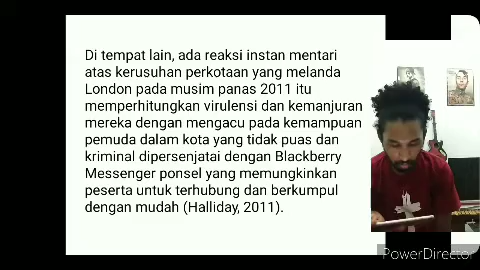 Di tempat lain, ada reaksi instan mentari
atas kerusuhan perkotaan yang melanda
London pada musim panas 2011 itu
memperhitungkan virulensi dan kemanjuran
mereka dengan mengacu pada kemampuan
pemuda dalam kota yang tidak puas dan
kriminal dipersenjatai dengan Blackberry
Messenger ponsel yang memungkinkan
peserta untuk terhubung dan berkumpul
dengan mudah (Halliday, 2011).
PowerDirector